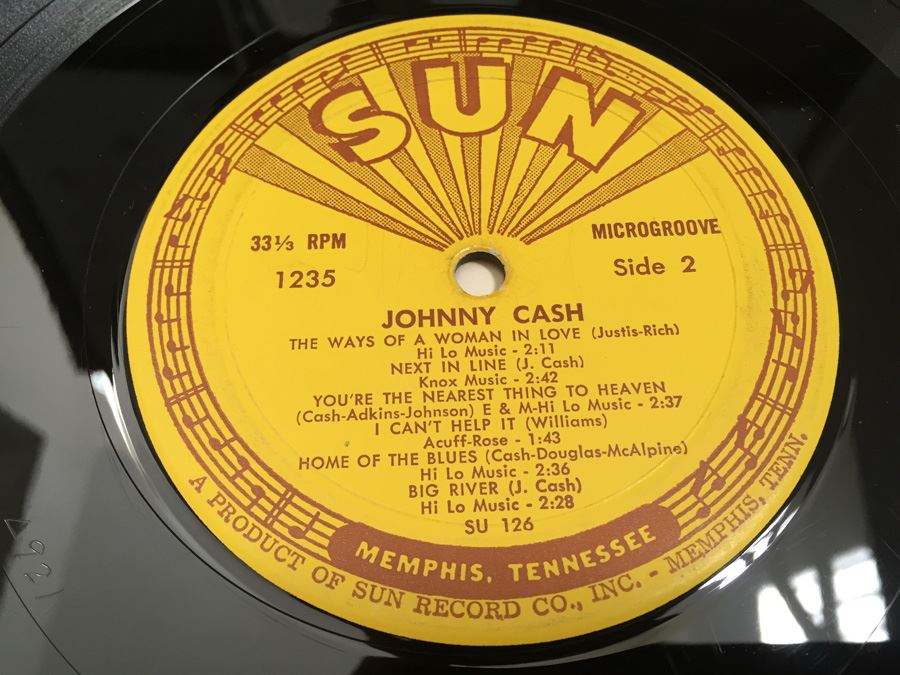 SUN
33⅓ RPM
MICROGROOVE
1235
Side 2
JOHNNY CASH
THE WAYS OF A WOMAN IN LOVE (Justis-Rich)
Hi Lo Music - 2:11
NEXT IN LINE (J. Cash)
Knox Music - 2:42
YOU'RE THE NEAREST THING TO HEAVEN
(Cash-Adkins-Johnson) E & M-Hi Lo Music - 2:37
I CAN'T HELP IT (Williams)
Acuff-Rose - 1:43
HOME OF THE BLUES (Cash-Douglas-McAlpine)
Hi Lo Music - 2:36
BIG RIVER (J. Cash)
Hi Lo Music - 2:28
SU 126
MEMPHIS, TENNESSEE
A PRODUCT OF SUN RECORD CO., INC. - MEMPHIS, TENN.